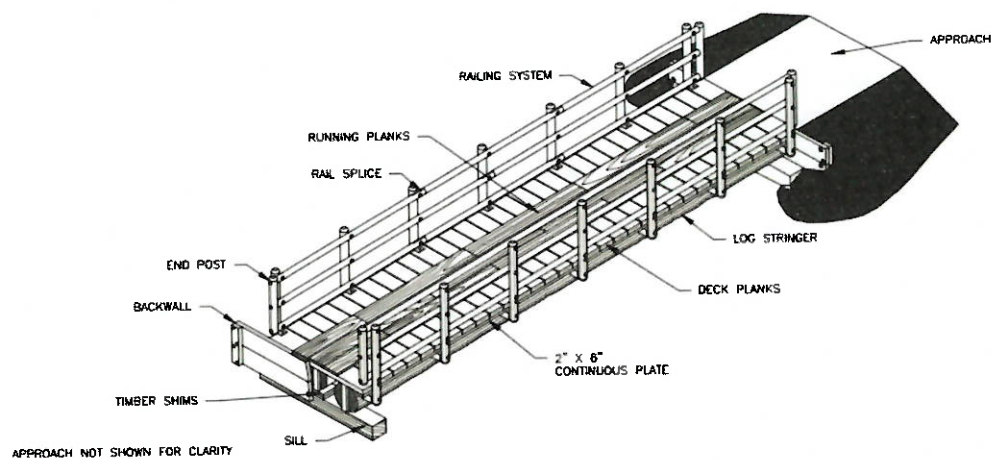 APPROACH
RAILING SYSTEM
RUNNING PLANKS
RAIL SPLICE
LOG STRINGER
END POST
DECK PLANKS
BACKWALL
2" X 6"
CONTINUOUS PLATE
TIMBER SHIMS
SILL
APPROACH NOT SHOWN FOR CLARITY